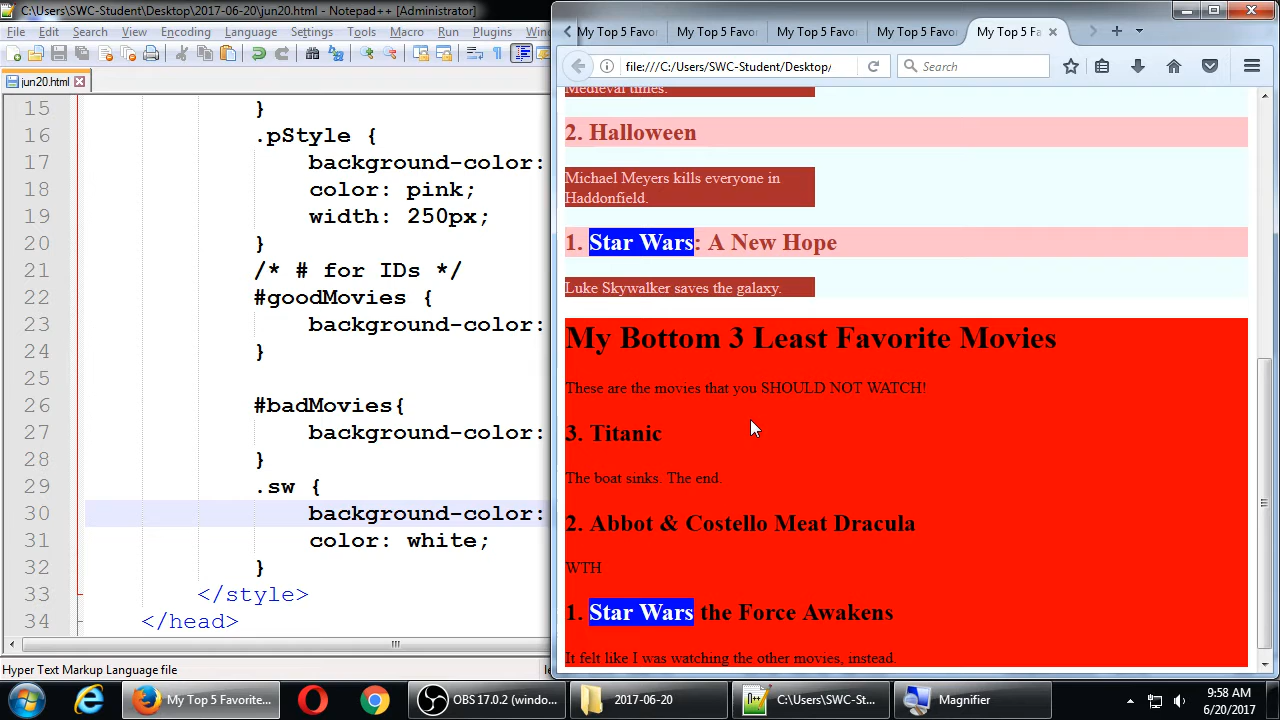 C:\Users\SWC-Student\Desktop\2017-06-20\jun20.html - Notepad++ [Administrator]
File Edit Search View Encoding Language Settings Tools Macro Run Plugins Window ?
jun20.html
15 }
16 .pStyle {
17 background-color:
18 color: pink;
19 width: 250px;
20 }
21 /* # for IDs */
22 #goodMovies {
23 background-color:
24 }
25
26 #badMovies{
27 background-color:
28 }
29 .sw {
30 background-color:
31 color: white;
32 }
33 </style>
34 </head>
Hyper Text Markup Language file
My Top 5 Favor My Top 5 Favor My Top 5 Favor My Top 5 Favor My Top 5 Fa
file:///C:/Users/SWC-Student/Desktop/ Search
Medieval times.
2. Halloween
Michael Meyers kills everyone in
Haddonfield.
1. Star Wars: A New Hope
Luke Skywalker saves the galaxy.
My Bottom 3 Least Favorite Movies
These are the movies that you SHOULD NOT WATCH!
3. Titanic
The boat sinks. The end.
2. Abbot & Costello Meat Dracula
WTH
1. Star Wars the Force Awakens
It felt like I was watching the other movies, instead.
My Top 5 Favorite... OBS 17.0.2 (windo... 2017-06-20 C:\Users\SWC-St... Magnifier
9:58 AM
6/20/2017